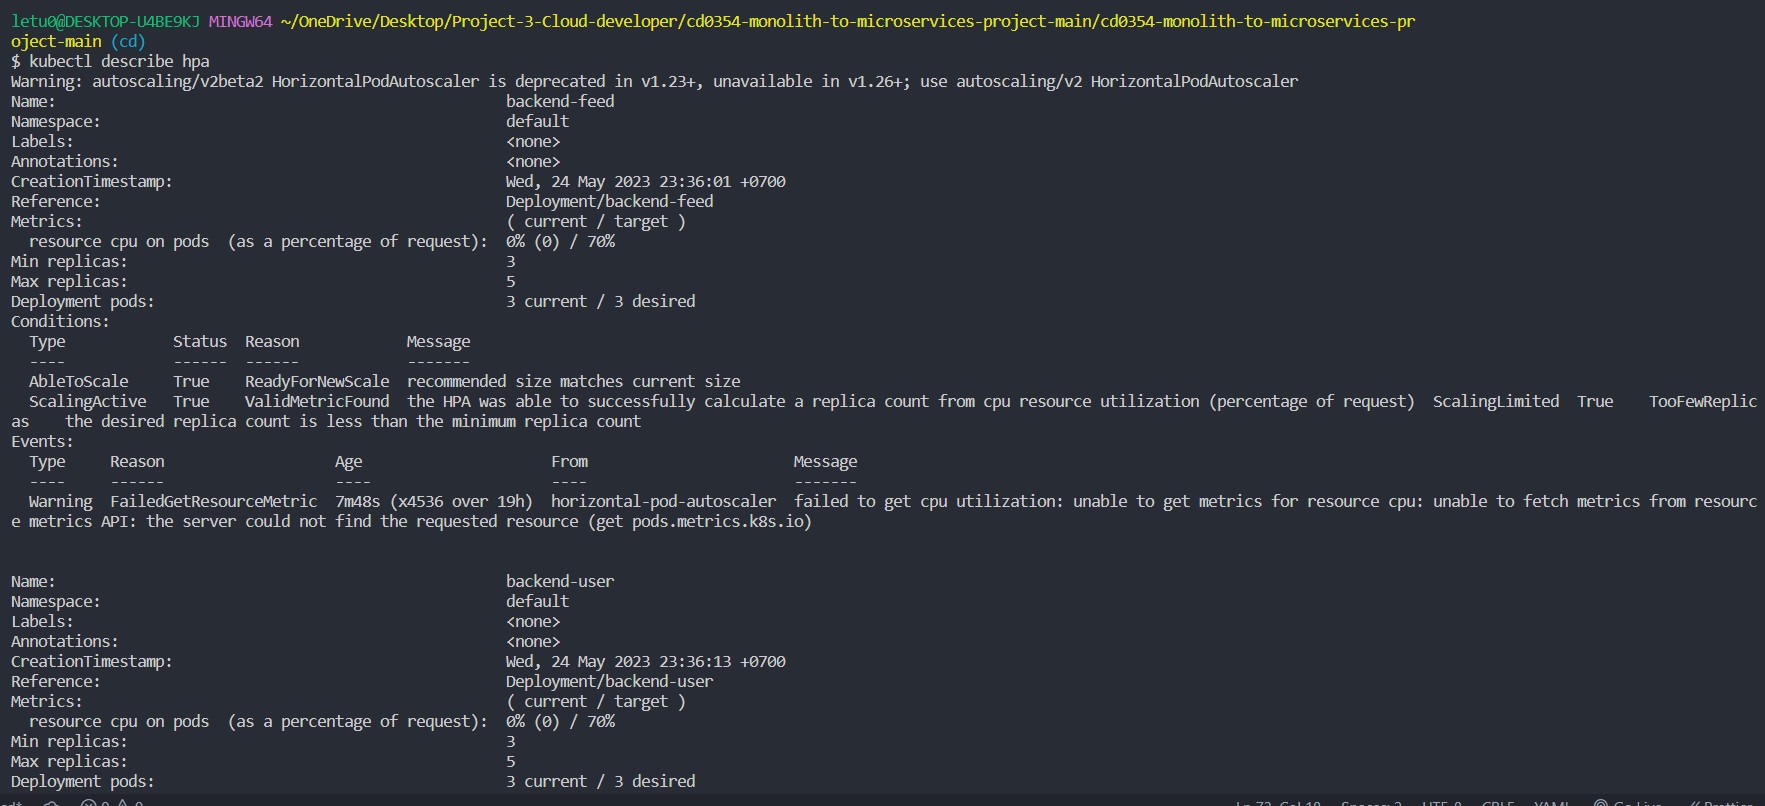 letu0@DESKTOP-U4BE9KJ MINGW64 ~/OneDrive/Desktop/Project-3-Cloud-developer/cd0354-monolith-to-microservices-project-main/cd0354-monolith-to-microservices-pr
oject-main (cd)
$ kubectl describe hpa
Warning: autoscaling/v2beta2 HorizontalPodAutoscaler is deprecated in v1.23+, unavailable in v1.26+; use autoscaling/v2 HorizontalPodAutoscaler
Name: backend-feed
Namespace: default
Labels: <none>
Annotations: <none>
CreationTimestamp: Wed, 24 May 2023 23:36:01 +0700
Reference: Deployment/backend-feed
Metrics: ( current / target )
resource cpu on pods (as a percentage of request): 0% (0) / 70%
Min replicas: 3
Max replicas: 5
Deployment pods: 3 current / 3 desired
Conditions:
Type Status Reason Message
---- ------ ------ -------
AbleToScale True ReadyForNewScale recommended size matches current size
ScalingActive True ValidMetricFound the HPA was able to successfully calculate a replica count from cpu resource utilization (percentage of request) ScalingLimited True TooFewReplic
as the desired replica count is less than the minimum replica count
Events:
Type Reason Age From Message
---- ------ ---- ---- -------
Warning FailedGetResourceMetric 7m48s (x4536 over 19h) horizontal-pod-autoscaler failed to get cpu utilization: unable to get metrics for resource cpu: unable to fetch metrics from resourc
e metrics API: the server could not find the requested resource (get pods.metrics.k8s.io)
Name: backend-user
Namespace: default
Labels: <none>
Annotations: <none>
CreationTimestamp: Wed, 24 May 2023 23:36:13 +0700
Reference: Deployment/backend-user
Metrics: ( current / target )
resource cpu on pods (as a percentage of request): 0% (0) / 70%
Min replicas: 3
Max replicas: 5
Deployment pods: 3 current / 3 desired